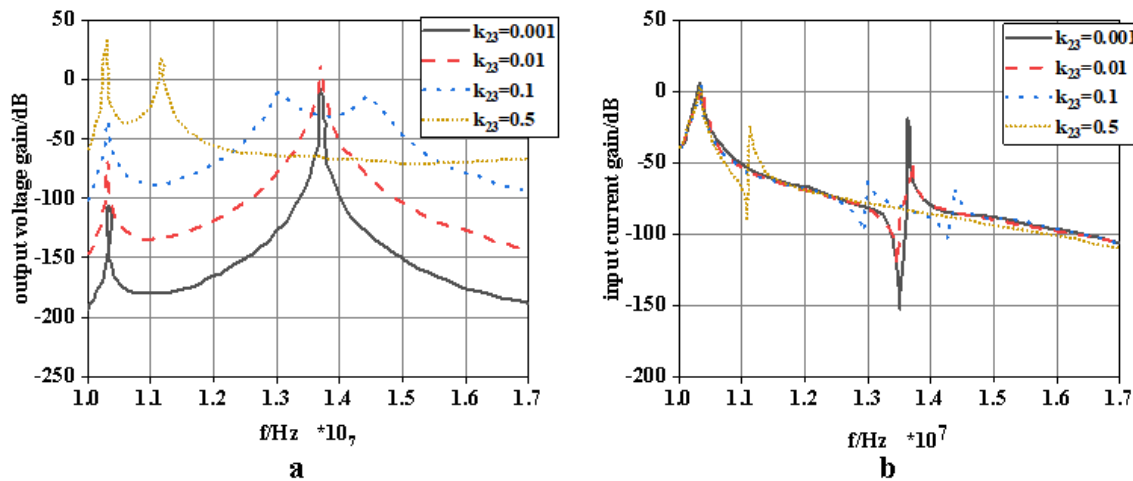 50
0
-50
-100
-150
-200
-250
output voltage gain/dB
1.0 1.1 1.2 1.3 1.4 1.5 1.6 1.7
f/Hz *10₇
k₂₃=0.001
k₂₃=0.01
k₂₃=0.1
k₂₃=0.5
a
50
0
-50
-100
-150
-200
input current gain/dB
1.0 1.1 1.2 1.3 1.4 1.5 1.6 1.7
f/Hz *10⁷
k₂₃=0.001
k₂₃=0.01
k₂₃=0.1
k₂₃=0.5
b